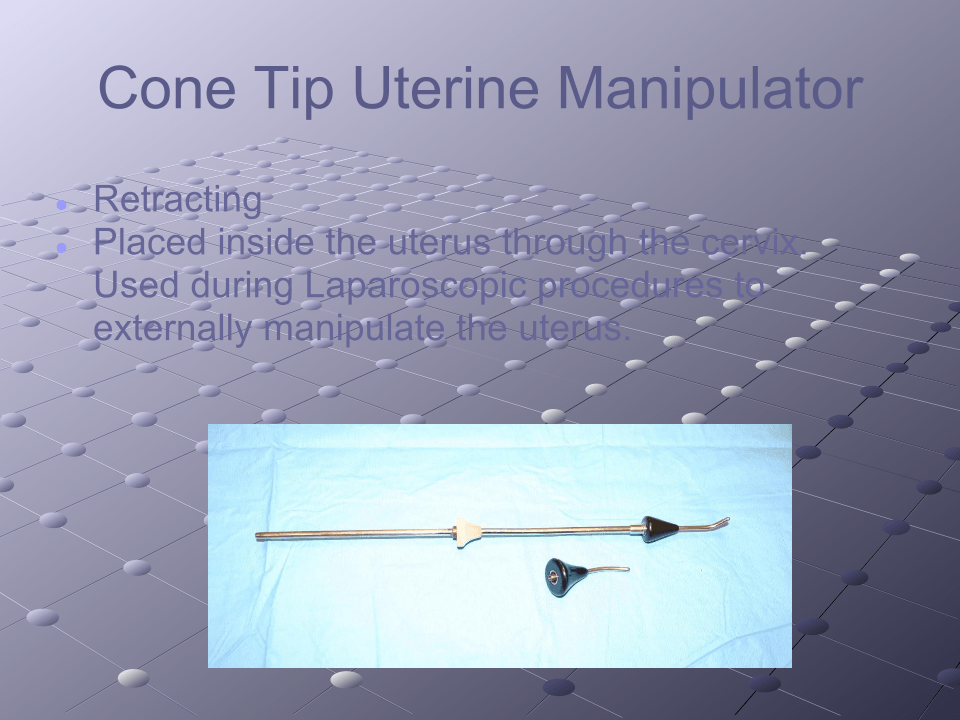 Cone Tip Uterine Manipulator
Retracting
Placed inside the uterus through the cervix.
Used during Laparoscopic procedures to
externally manipulate the uterus.